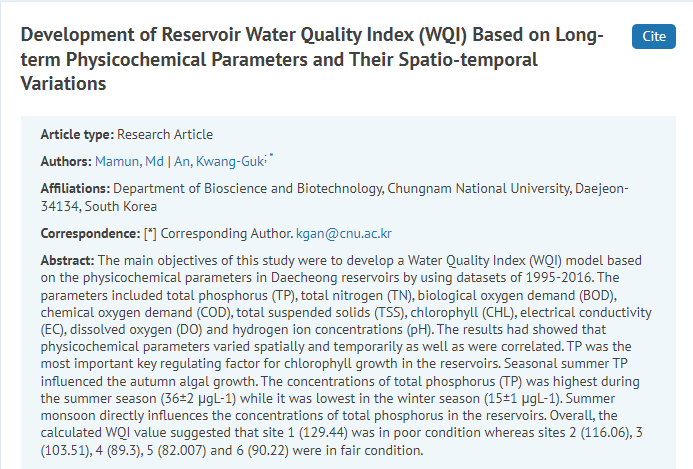 Development of Reservoir Water Quality Index (WQI) Based on Long-
term Physicochemical Parameters and Their Spatio-temporal
Variations
Cite
Article type: Research Article
Authors: Mamun, Md | An, Kwang-Guk; *
Affiliations: Department of Bioscience and Biotechnology, Chungnam National University, Daejeon-
34134, South Korea
Correspondence: [*] Corresponding Author. kgan@cnu.ac.kr
Abstract: The main objectives of this study were to develop a Water Quality Index (WQI) model based
on the physicochemical parameters in Daecheong reservoirs by using datasets of 1995-2016. The
parameters included total phosphorus (TP), total nitrogen (TN), biological oxygen demand (BOD),
chemical oxygen demand (COD), total suspended solids (TSS), chlorophyll (CHL), electrical conductivity
(EC), dissolved oxygen (DO) and hydrogen ion concentrations (pH). The results had showed that
physicochemical parameters varied spatially and temporarily as well as were correlated. TP was the
most important key regulating factor for chlorophyll growth in the reservoirs. Seasonal summer TP
influenced the autumn algal growth. The concentrations of total phosphorus (TP) was highest during
the summer season (36±2 μgL-1) while it was lowest in the winter season (15±1 μgL-1). Summer
monsoon directly influences the concentrations of total phosphorus in the reservoirs. Overall, the
calculated WQI value suggested that site 1 (129.44) was in poor condition whereas sites 2 (116.06), 3
(103.51), 4 (89.3), 5 (82.007) and 6 (90.22) were in fair condition.